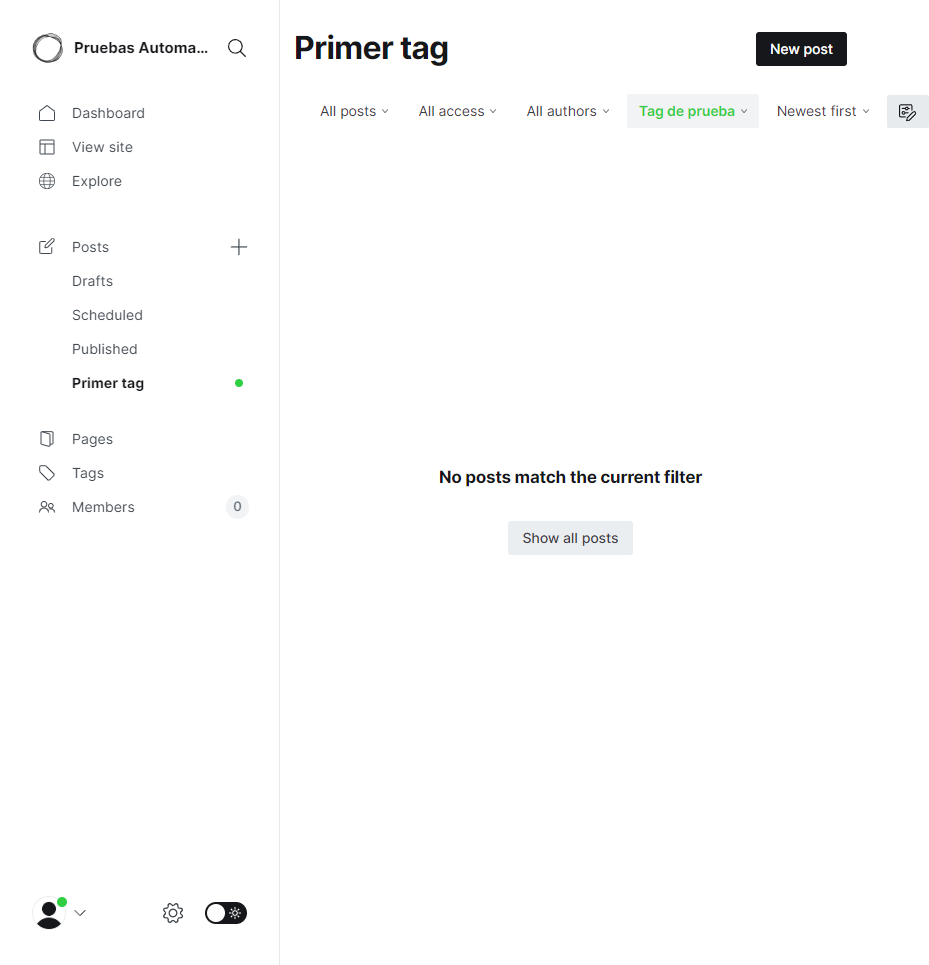 Pruebas Automa...
Dashboard
View site
Explore
Posts
Drafts
Scheduled
Published
Primer tag
Pages
Tags
Members 0
Primer tag
New post
All posts All access All authors Tag de prueba Newest first
No posts match the current filter
Show all posts